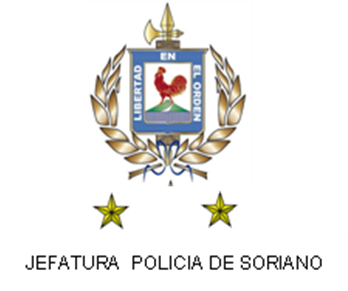 LIBERTAD
EN
EL ORDEN
JEFATURA POLICIA DE SORIANO